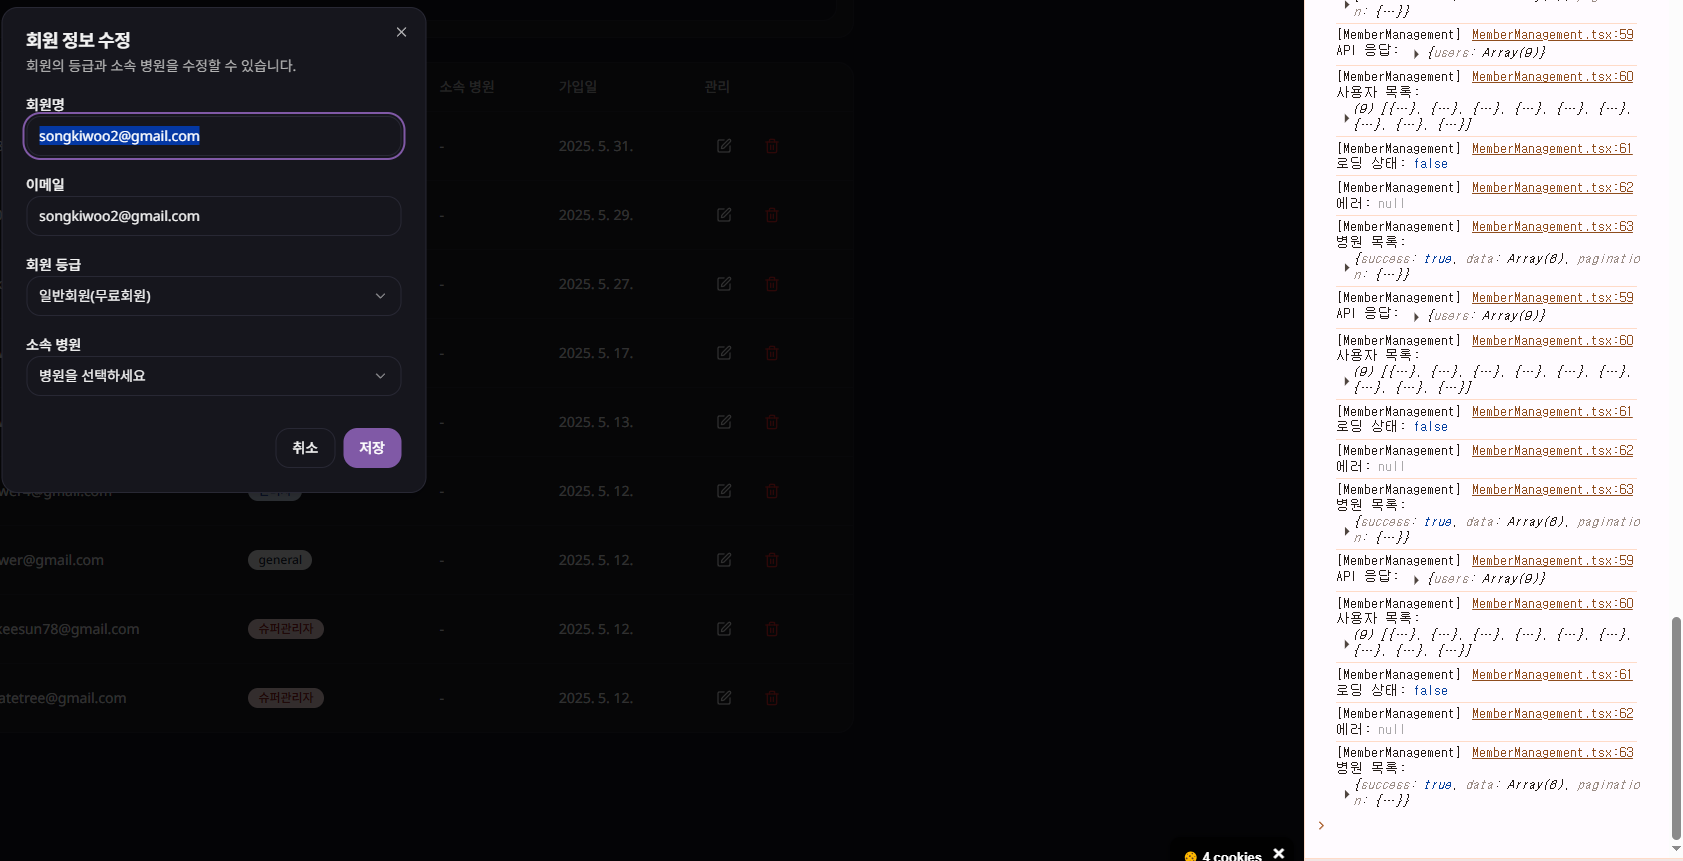 회원 정보 수정
회원의 등급과 소속 병원을 수정할 수 있습니다.
회원명
songkiwoo2@gmail.com
이메일
songkiwoo2@gmail.com
회원 등급
일반회원(무료회원)
소속 병원
병원을 선택하세요
취소
저장
소속 병원 가입일 관리
- 2025. 5. 31.
- 2025. 5. 29.
- 2025. 5. 27.
- 2025. 5. 17.
- 2025. 5. 13.
- 2025. 5. 12.
wer@gmail.com general - 2025. 5. 12.
keesun78@gmail.com 슈퍼관리자 - 2025. 5. 12.
atetree@gmail.com 슈퍼관리자 - 2025. 5. 12.
4 cookies
n: {…}}
[MemberManagement] MemberManagement.tsx:59
API 응답: {users: Array(9)}
[MemberManagement] MemberManagement.tsx:60
사용자 목록:
(9) [{…}, {…}, {…}, {…}, {…}, {…},
{…}, {…}, {…}]
[MemberManagement] MemberManagement.tsx:61
로딩 상태: false
[MemberManagement] MemberManagement.tsx:62
에러: null
[MemberManagement] MemberManagement.tsx:63
병원 목록:
{success: true, data: Array(8), paginatio
n: {…}}
[MemberManagement] MemberManagement.tsx:59
API 응답: {users: Array(9)}
[MemberManagement] MemberManagement.tsx:60
사용자 목록:
(9) [{…}, {…}, {…}, {…}, {…}, {…},
{…}, {…}, {…}]
[MemberManagement] MemberManagement.tsx:61
로딩 상태: false
[MemberManagement] MemberManagement.tsx:62
에러: null
[MemberManagement] MemberManagement.tsx:63
병원 목록:
{success: true, data: Array(8), paginatio
n: {…}}
[MemberManagement] MemberManagement.tsx:59
API 응답: {users: Array(9)}
[MemberManagement] MemberManagement.tsx:60
사용자 목록:
(9) [{…}, {…}, {…}, {…}, {…}, {…},
{…}, {…}, {…}]
[MemberManagement] MemberManagement.tsx:61
로딩 상태: false
[MemberManagement] MemberManagement.tsx:62
에러: null
[MemberManagement] MemberManagement.tsx:63
병원 목록:
{success: true, data: Array(8), paginatio
n: {…}}